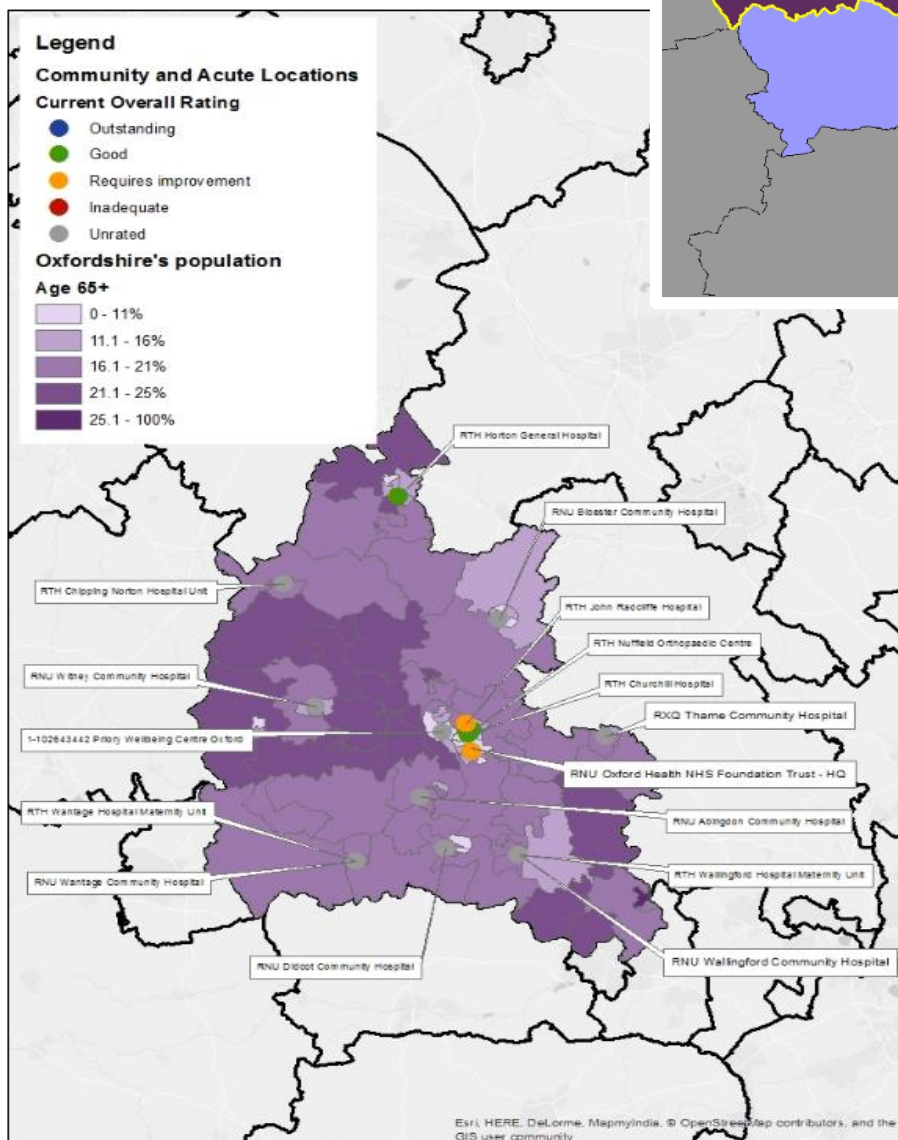 Legend
Community and Acute Locations
Current Overall Rating
Outstanding
Good
Requires improvement
Inadequate
Unrated
Oxfordshire's population
Age 65+
0 - 11%
11.1 - 16%
16.1 - 21%
21.1 - 25%
25.1 - 100%
RTH Horton General Hospital
RNU Bicester Community Hospital
RTH Chipping Norton Hospital Unit
RTH John Radcliffe Hospital
RTH Nuffield Orthopaedic Centre
RNU Witney Community Hospital
RTH Churchill Hospital
RXQ Thame Community Hospital
1-102643442 Priory Wellbeing Centre Oxford
RNU Oxford Health NHS Foundation Trust - HQ
RTH Wantage Hospital Maternity Unit
RNU Abingdon Community Hospital
RNU Wantage Community Hospital
RTH Wallingford Hospital Maternity Unit
RNU Didcot Community Hospital
RNU Wallingford Community Hospital
Esri, HERE, DeLorme, MapmyIndia, © OpenStreetMap contributors, and the
GIS user community